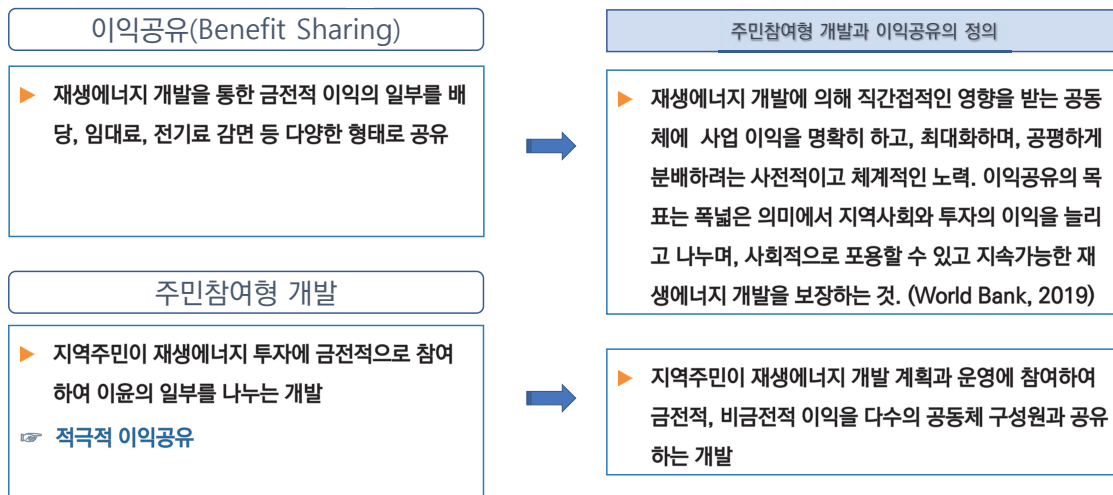 이익공유(Benefit Sharing)
▶ 재생에너지 개발을 통한 금전적 이익의 일부를 배
당, 임대료, 전기료 감면 등 다양한 형태로 공유
주민참여형 개발
▶ 지역주민이 재생에너지 투자에 금전적으로 참여
하여 이윤의 일부를 나누는 개발
☞ 적극적 이익공유
주민참여형 개발과 이익공유의 정의
▶ 재생에너지 개발에 의해 직간접적인 영향을 받는 공동
체에 사업 이익을 명확히 하고, 최대화하며, 공평하게
분배하려는 사전적이고 체계적인 노력. 이익공유의 목
표는 폭넓은 의미에서 지역사회와 투자의 이익을 늘리
고 나누며, 사회적으로 포용할 수 있고 지속가능한 재
생에너지 개발을 보장하는 것. (World Bank, 2019)
▶ 지역주민이 재생에너지 개발 계획과 운영에 참여하여
금전적, 비금전적 이익을 다수의 공동체 구성원과 공유
하는 개발